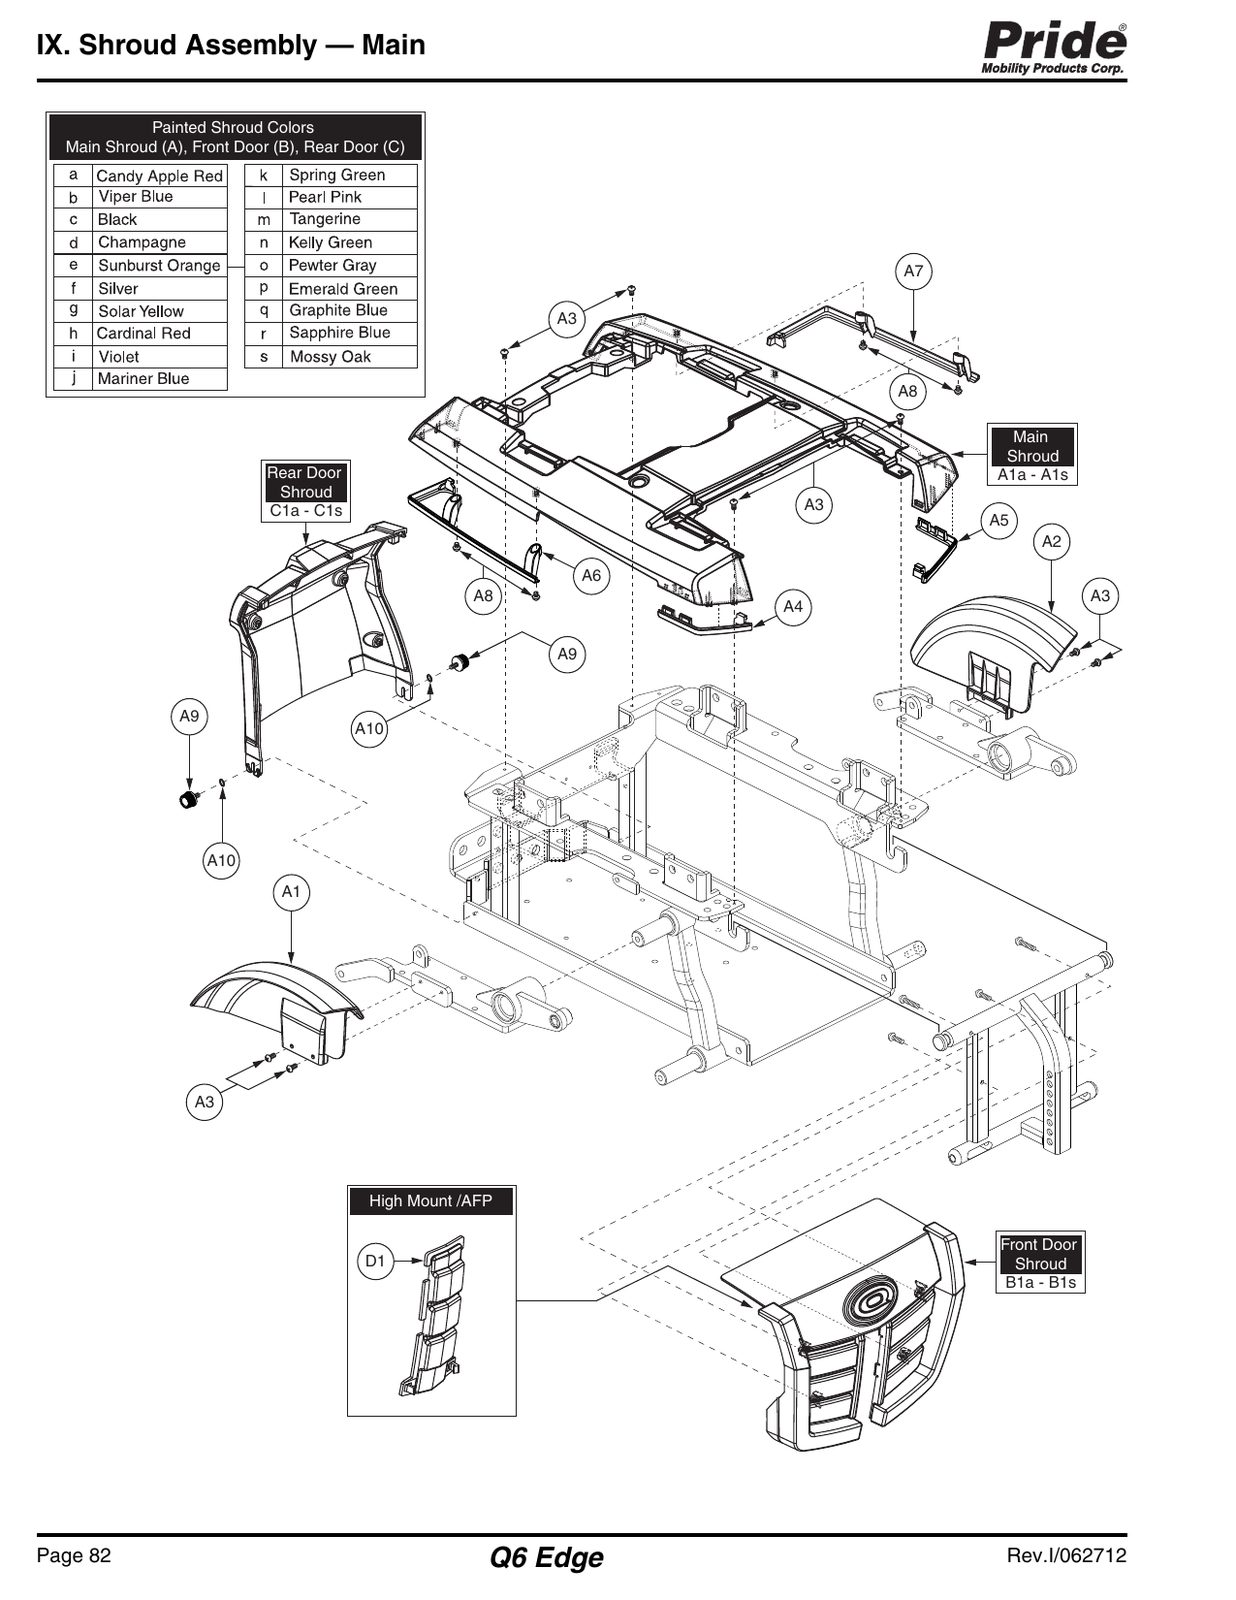 IX. Shroud Assembly — Main
Pride®
Mobility Products Corp.
Painted Shroud Colors
Main Shroud (A), Front Door (B), Rear Door (C)
a Candy Apple Red
b Viper Blue
c Black
d Champagne
e Sunburst Orange
f Silver
g Solar Yellow
h Cardinal Red
i Violet
j Mariner Blue
k Spring Green
l Pearl Pink
m Tangerine
n Kelly Green
o Pewter Gray
p Emerald Green
q Graphite Blue
r Sapphire Blue
s Mossy Oak
A7
A3
A8
Main
Shroud
A1a - A1s
Rear Door
Shroud
C1a - C1s
A3
A5
A2
A6
A8
A4
A3
A9
A9
A10
A10
A1
A3
High Mount /AFP
D1
Front Door
Shroud
B1a - B1s
Page 82
Q6 Edge
Rev.I/062712